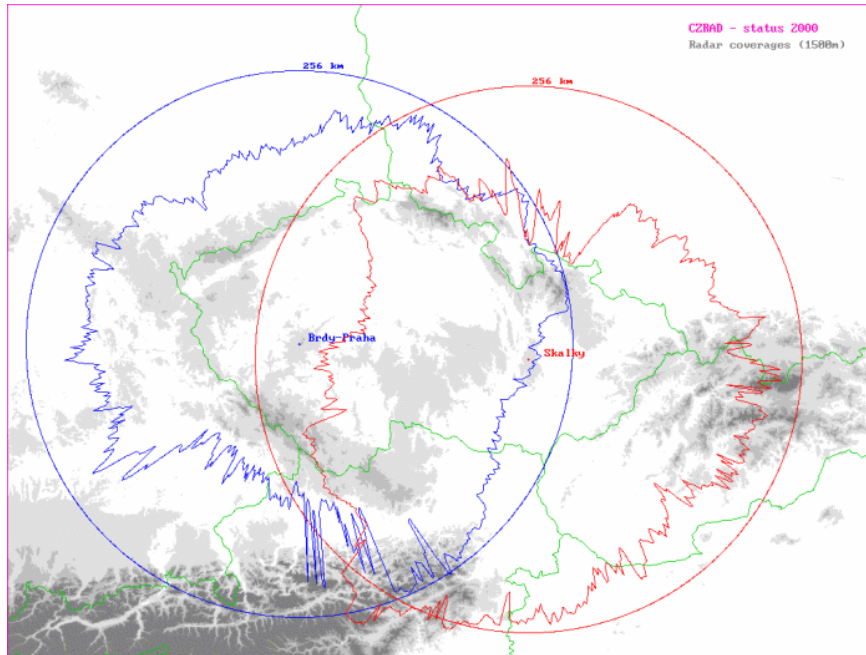 CZRAD - status 2000
Radar coverages (1500m)
256 km
256 km
Brdy-Praha
Skalky